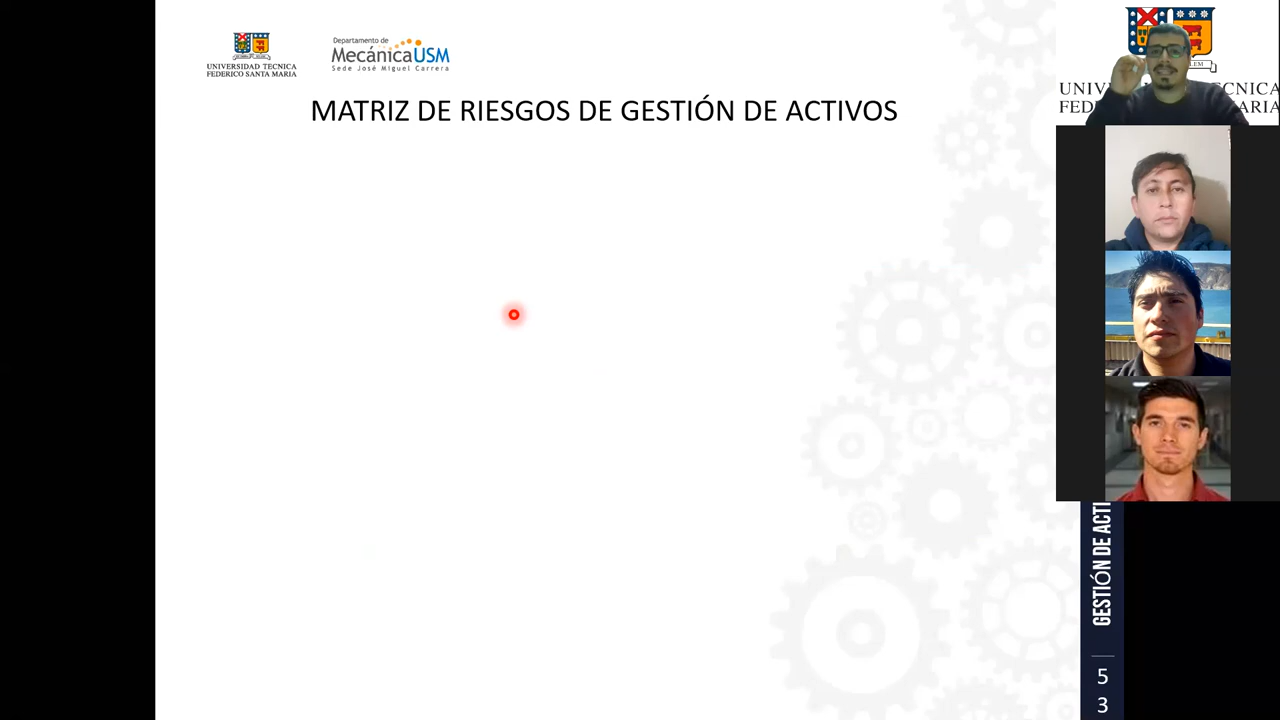 UNIVERSIDAD TECNICA
FEDERICO SANTA MARIA
Departamento de
MecánicaUSM
Sede José Miguel Carrera
MATRIZ DE RIESGOS DE GESTIÓN DE ACTIVOS
GESTIÓN DE ACTI
5
3